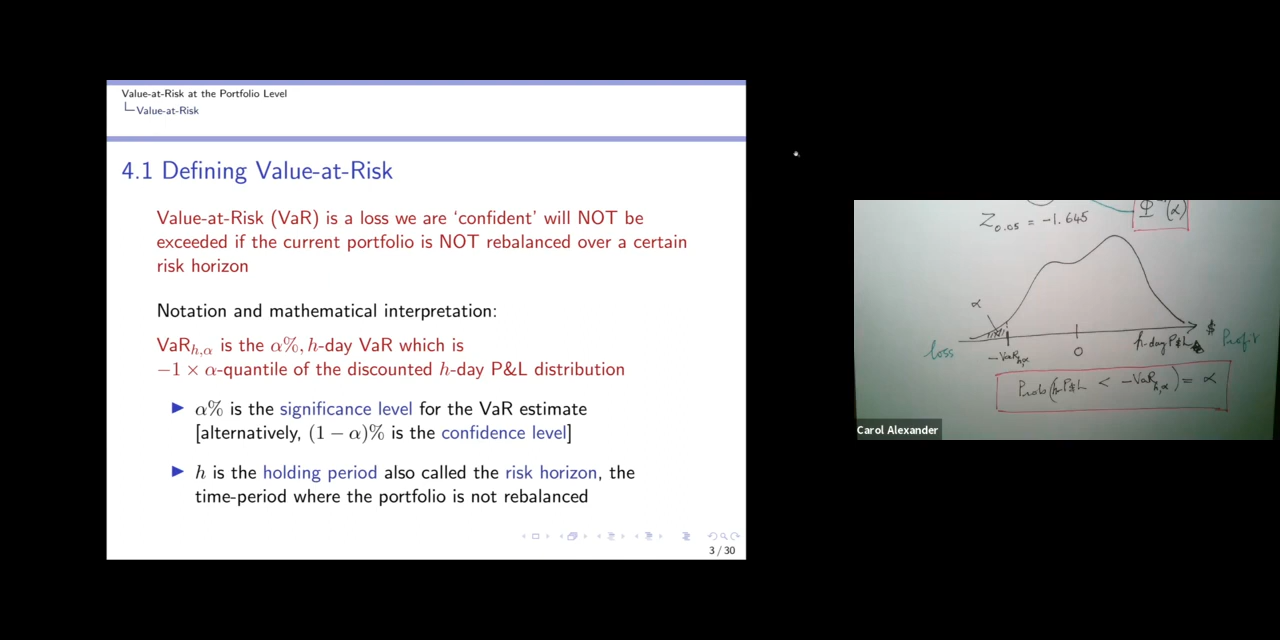 Value-at-Risk at the Portfolio Level
Value-at-Risk
4.1 Defining Value-at-Risk
Value-at-Risk (VaR) is a loss we are ‘confident’ will NOT be
exceeded if the current portfolio is NOT rebalanced over a certain
risk horizon
Notation and mathematical interpretation:
VaR_{h,α} is the α%, h-day VaR which is
−1 × α-quantile of the discounted h-day P&L distribution
▶ α% is the significance level for the VaR estimate
[alternatively, (1 − α)% is the confidence level]
▶ h is the holding period also called the risk horizon, the
time-period where the portfolio is not rebalanced
3 / 30
Φ⁻¹(α)
Z_{0.05} = -1.645
α
$
loss
-VaR_{h,α}
0
h-day P&L
Profit
Prob(h P&L < -VaR_{h,α}) = α
Carol Alexander